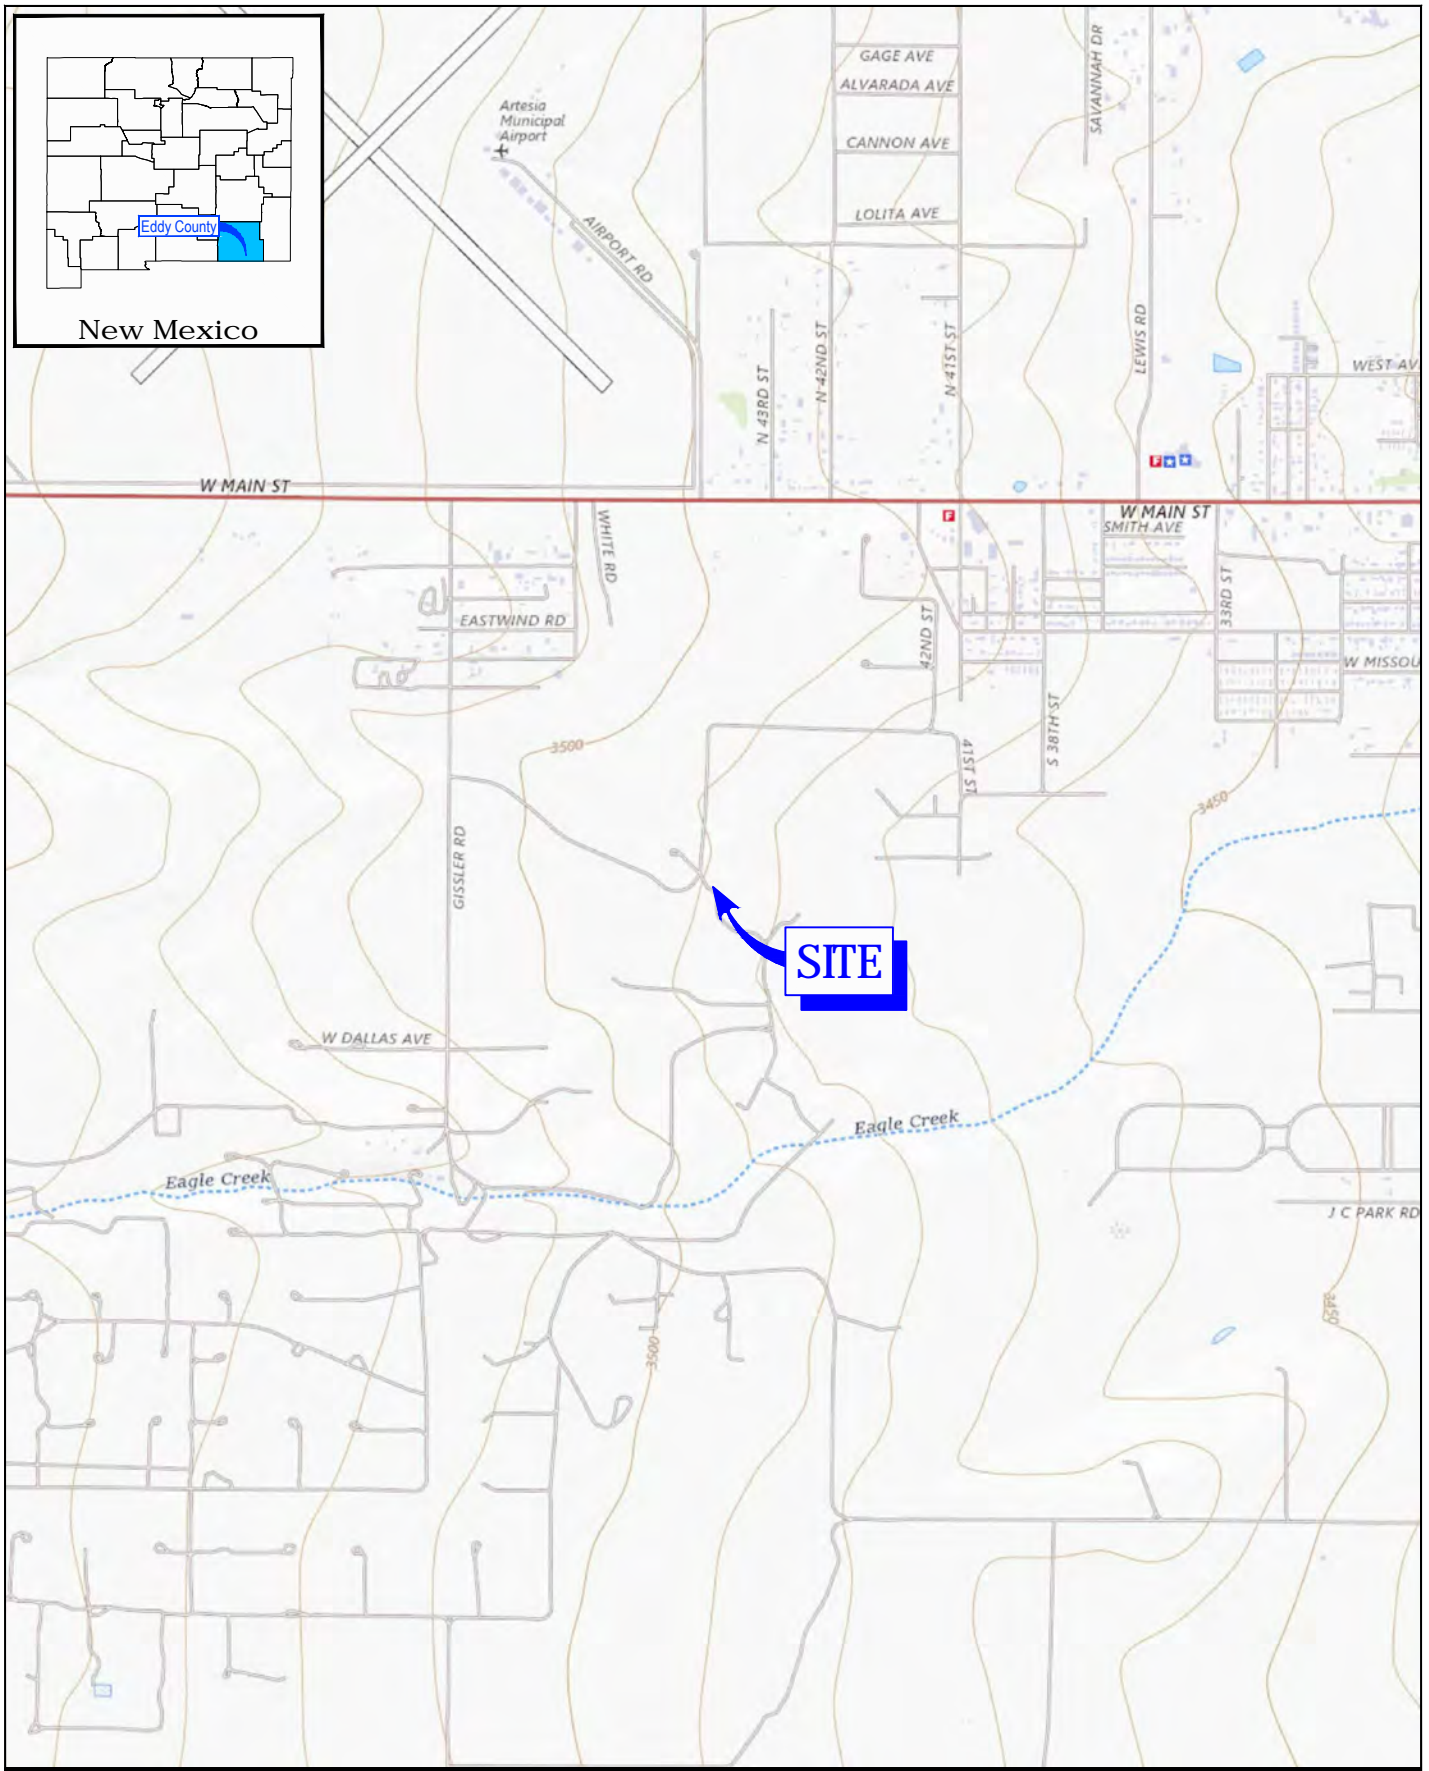 Eddy County
New Mexico
Artesia
Municipal
Airport
AIRPORT RD
GAGE AVE
ALVARADA AVE
CANNON AVE
LOLITA AVE
SAVANNAH DR
LEWIS RD
N 43RD ST
N 42ND ST
N 41ST ST
WEST AV
F
W MAIN ST
F
W MAIN ST
SMITH AVE
WHITE RD
EASTWIND RD
42ND ST
33RD ST
W MISSOU
3500
41ST ST
S 38TH ST
3450
GISSLER RD
SITE
W DALLAS AVE
Eagle Creek
Eagle Creek
J C PARK RD
3450
3500